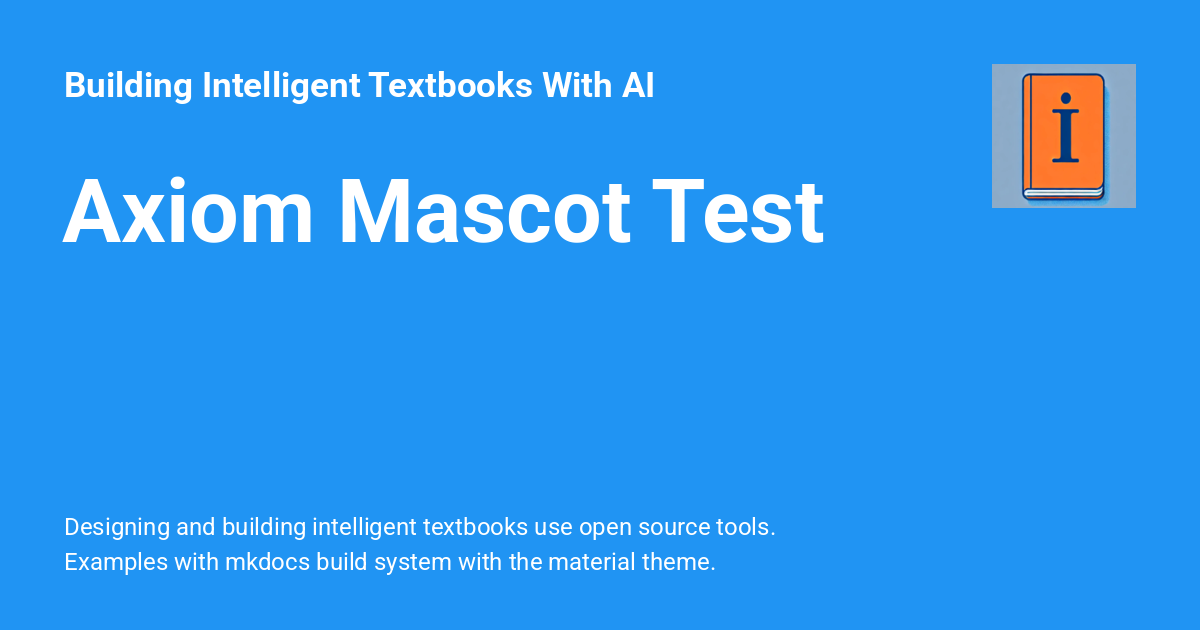 Building Intelligent Textbooks With AI
i
Axiom Mascot Test
Designing and building intelligent textbooks use open source tools.
Examples with mkdocs build system with the material theme.